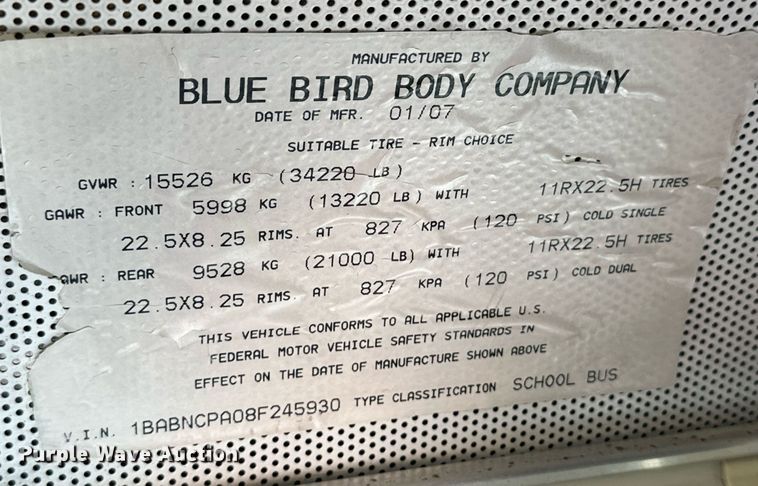 MANUFACTURED BY
BLUE BIRD BODY COMPANY
DATE OF MFR. 01/07
SUITABLE TIRE - RIM CHOICE
GVWR : 15526 KG (34220 LB)
GAWR : FRONT 5998 KG (13220 LB) WITH 11RX22.5H TIRES
22.5X8.25 RIMS. AT 827 KPA (120 PSI) COLD SINGLE
AWR : REAR 9528 KG (21000 LB) WITH 11RX22.5H TIRES
22.5X8.25 RIMS. AT 827 KPA (120 PSI) COLD DUAL
THIS VEHICLE CONFORMS TO ALL APPLICABLE U.S.
FEDERAL MOTOR VEHICLE SAFETY STANDARDS IN
EFFECT ON THE DATE OF MANUFACTURE SHOWN ABOVE
V.I.N. 1BABNCPA08F245930 TYPE CLASSIFICATION SCHOOL BUS
Purple Wave Auction